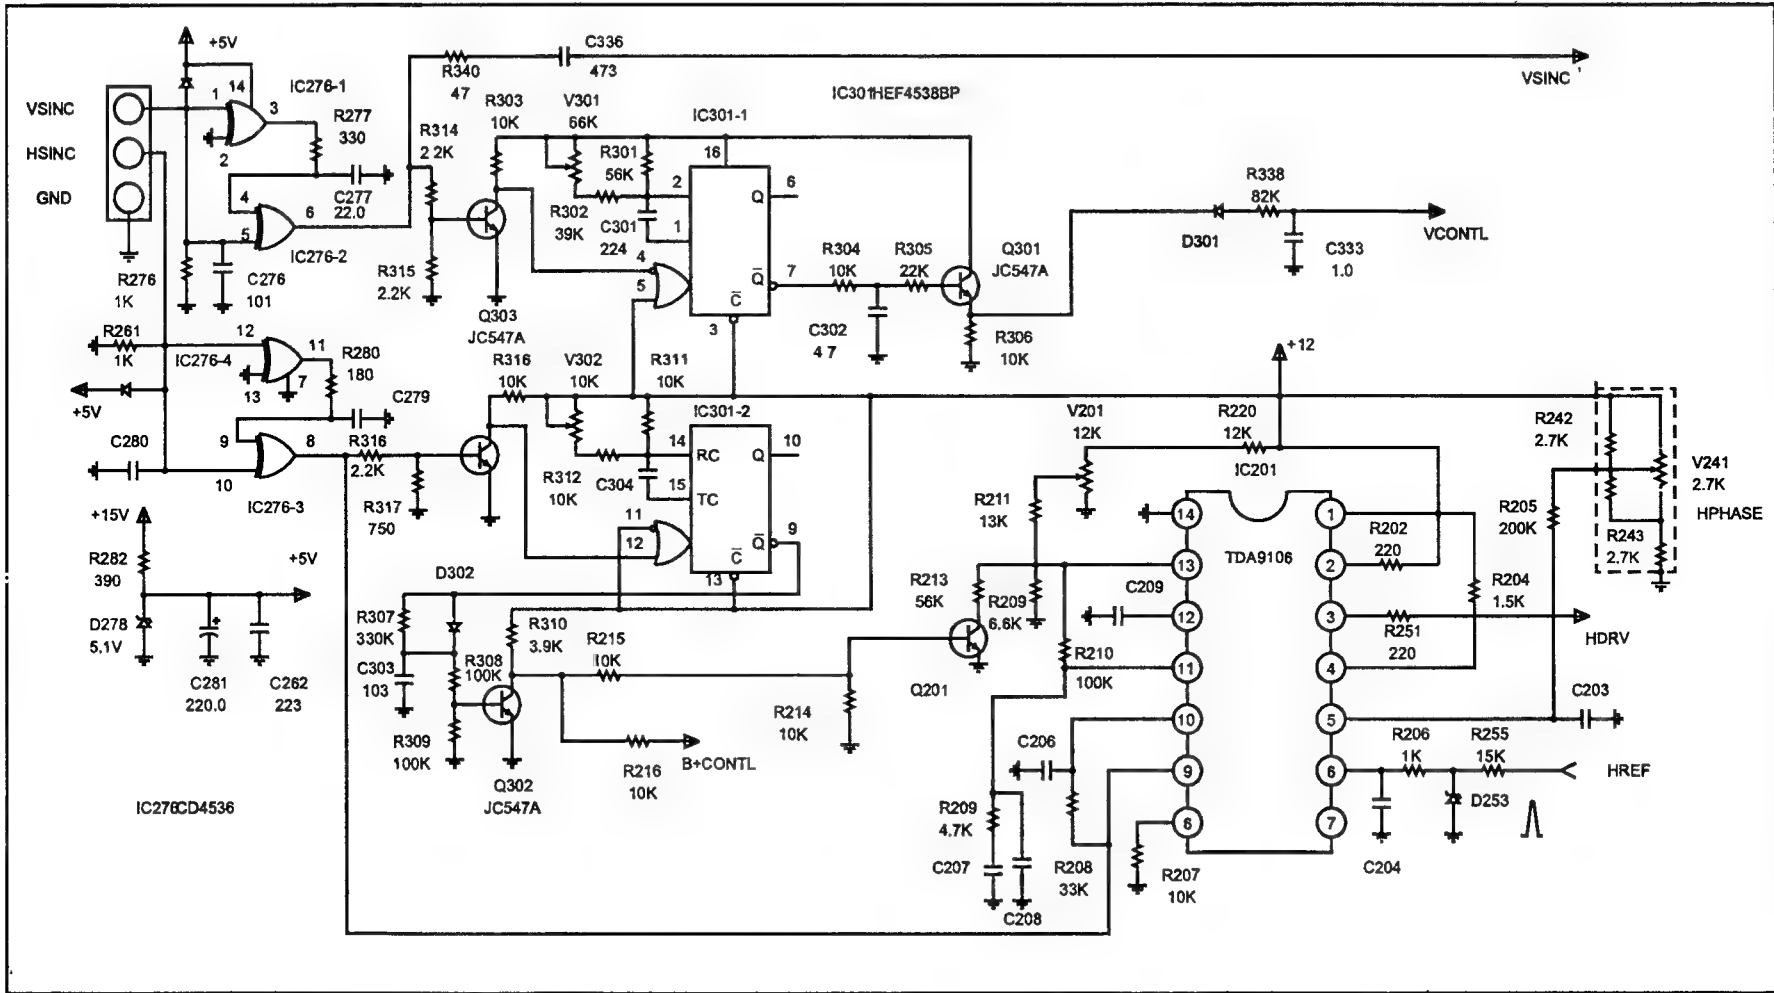 +5V
C336
473
VSINC
R340
47
IC276-1
14
1
3
2
VSINC
HSINC
GND
R277
330
R314
2 2K
R303
10K
V301
66K
IC301HEF4538BP
IC301-1
16
R301
56K
2
Q
6
C277
22.0
4
5
6
IC276-2
R302
39K
C301
224
1
R338
82K
D301
VCONTL
C333
1.0
R276
1K
C276
101
R315
2.2K
4
5
Q
7
R304
10K
R305
22K
Q301
JC547A
C
3
C302
4 7
R306
10K
Q303
JC547A
R261
1K
IC276-4
12
11
13
7
R280
180
+5V
C279
R316
10K
V302
10K
R311
10K
+12
IC301-2
14
RC
Q
10
V201
12K
R220
12K
IC201
R242
2.7K
V241
2.7K
HPHASE
R243
2.7K
C280
9
10
8
IC276-3
R316
2.2K
R317
750
R312
10K
C304
15
TC
R211
13K
R205
200K
11
12
Q
9
C
13
14
13
12
11
10
9
6
1
2
3
4
5
6
7
TDA9106
R202
220
R204
1.5K
R251
220
HDRV
+15V
R282
390
+5V
D278
5.1V
C281
220.0
C262
223
D302
R307
330K
C303
103
R308
100K
R309
100K
R310
3.9K
R215
10K
R213
56K
R209
6.6K
C209
R210
100K
Q201
R214
10K
R216
10K
B+CONTL
Q302
JC547A
C203
R206
1K
R255
15K
HREF
D253
C204
C206
R209
4.7K
C207
C208
R208
33K
R207
10K
IC276CD4536